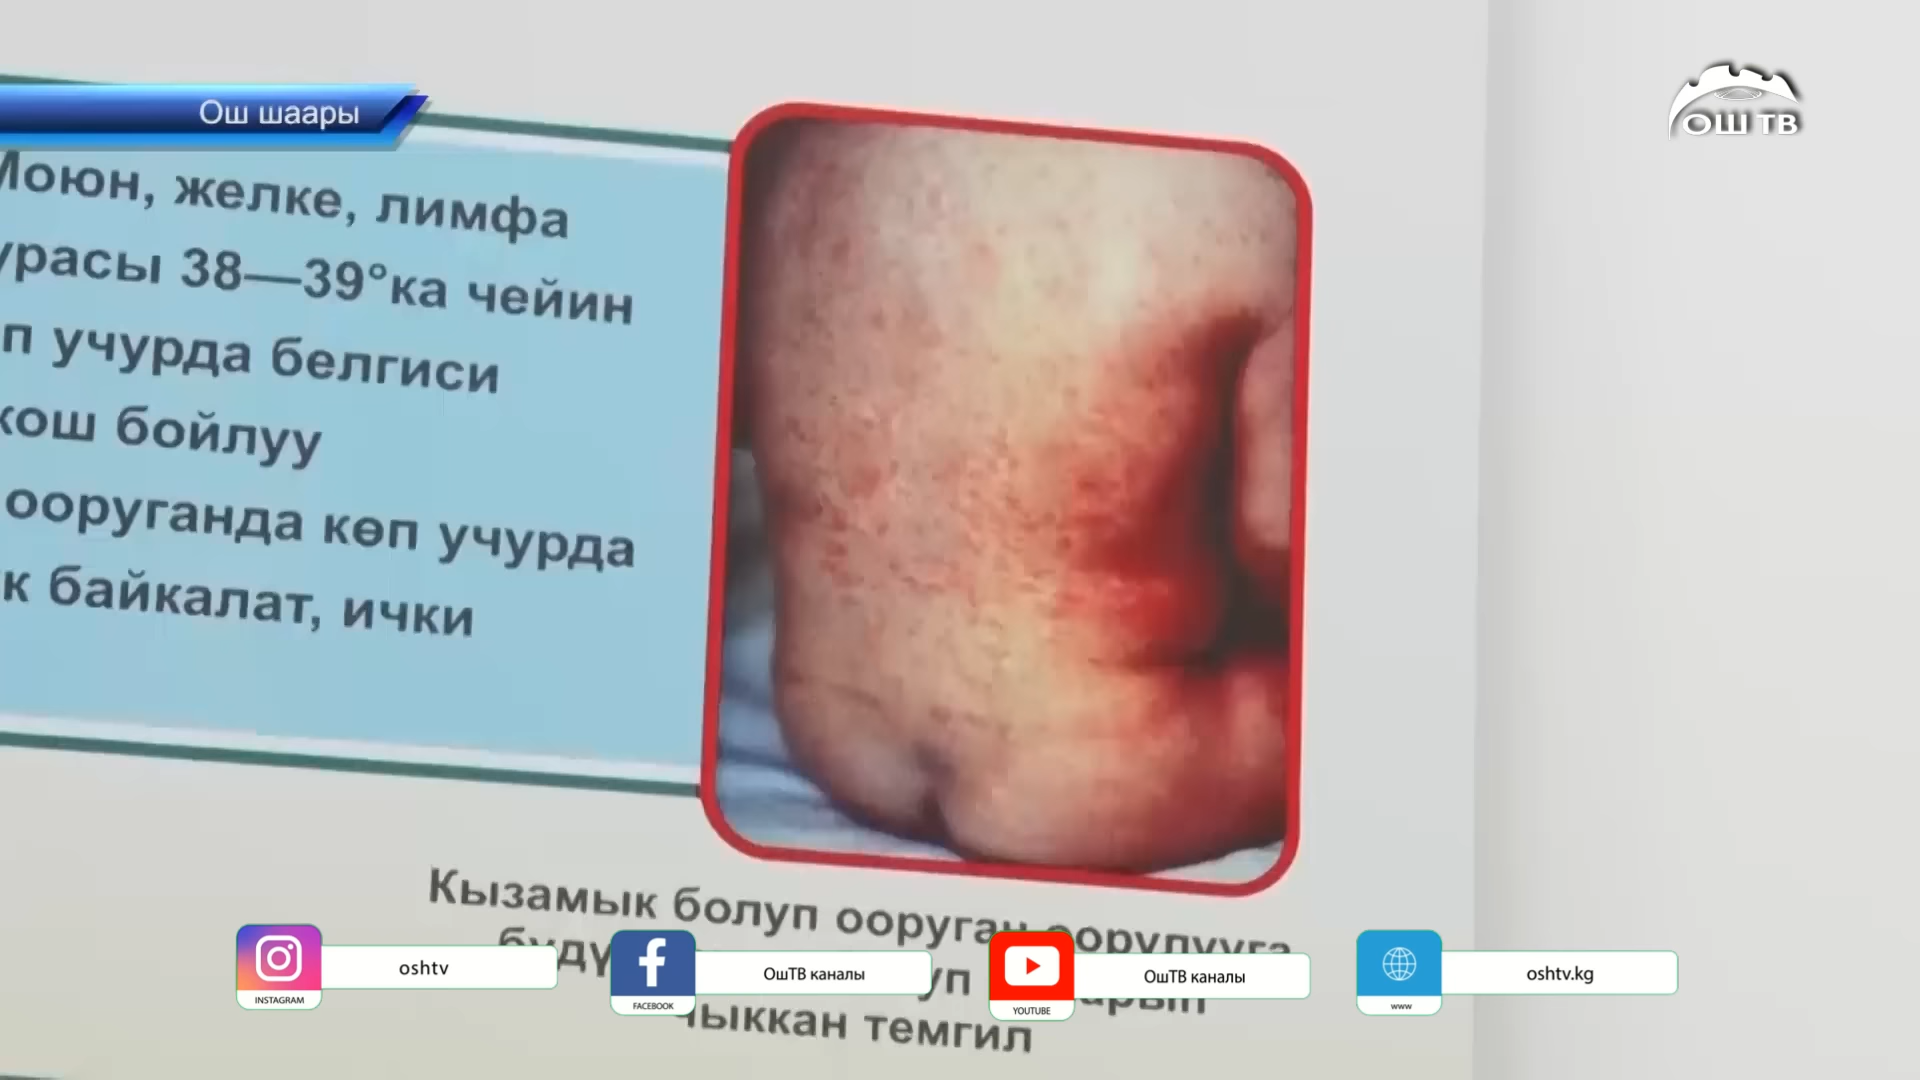 Ош шаары
ОШ ТВ
Моюн, желке, лимфа
урасы 38—39°ка чейин
п учурда белгиси
кош бойлуу
ооруганда көп учурда
к байкалат, ички
Кызамык болуп ооруган оорулууга
чыккан темгил
oshtv
INSTAGRAM
ОшТВ каналы
FACEBOOK
ОшТВ каналы
YOUTUBE
oshtv.kg
www